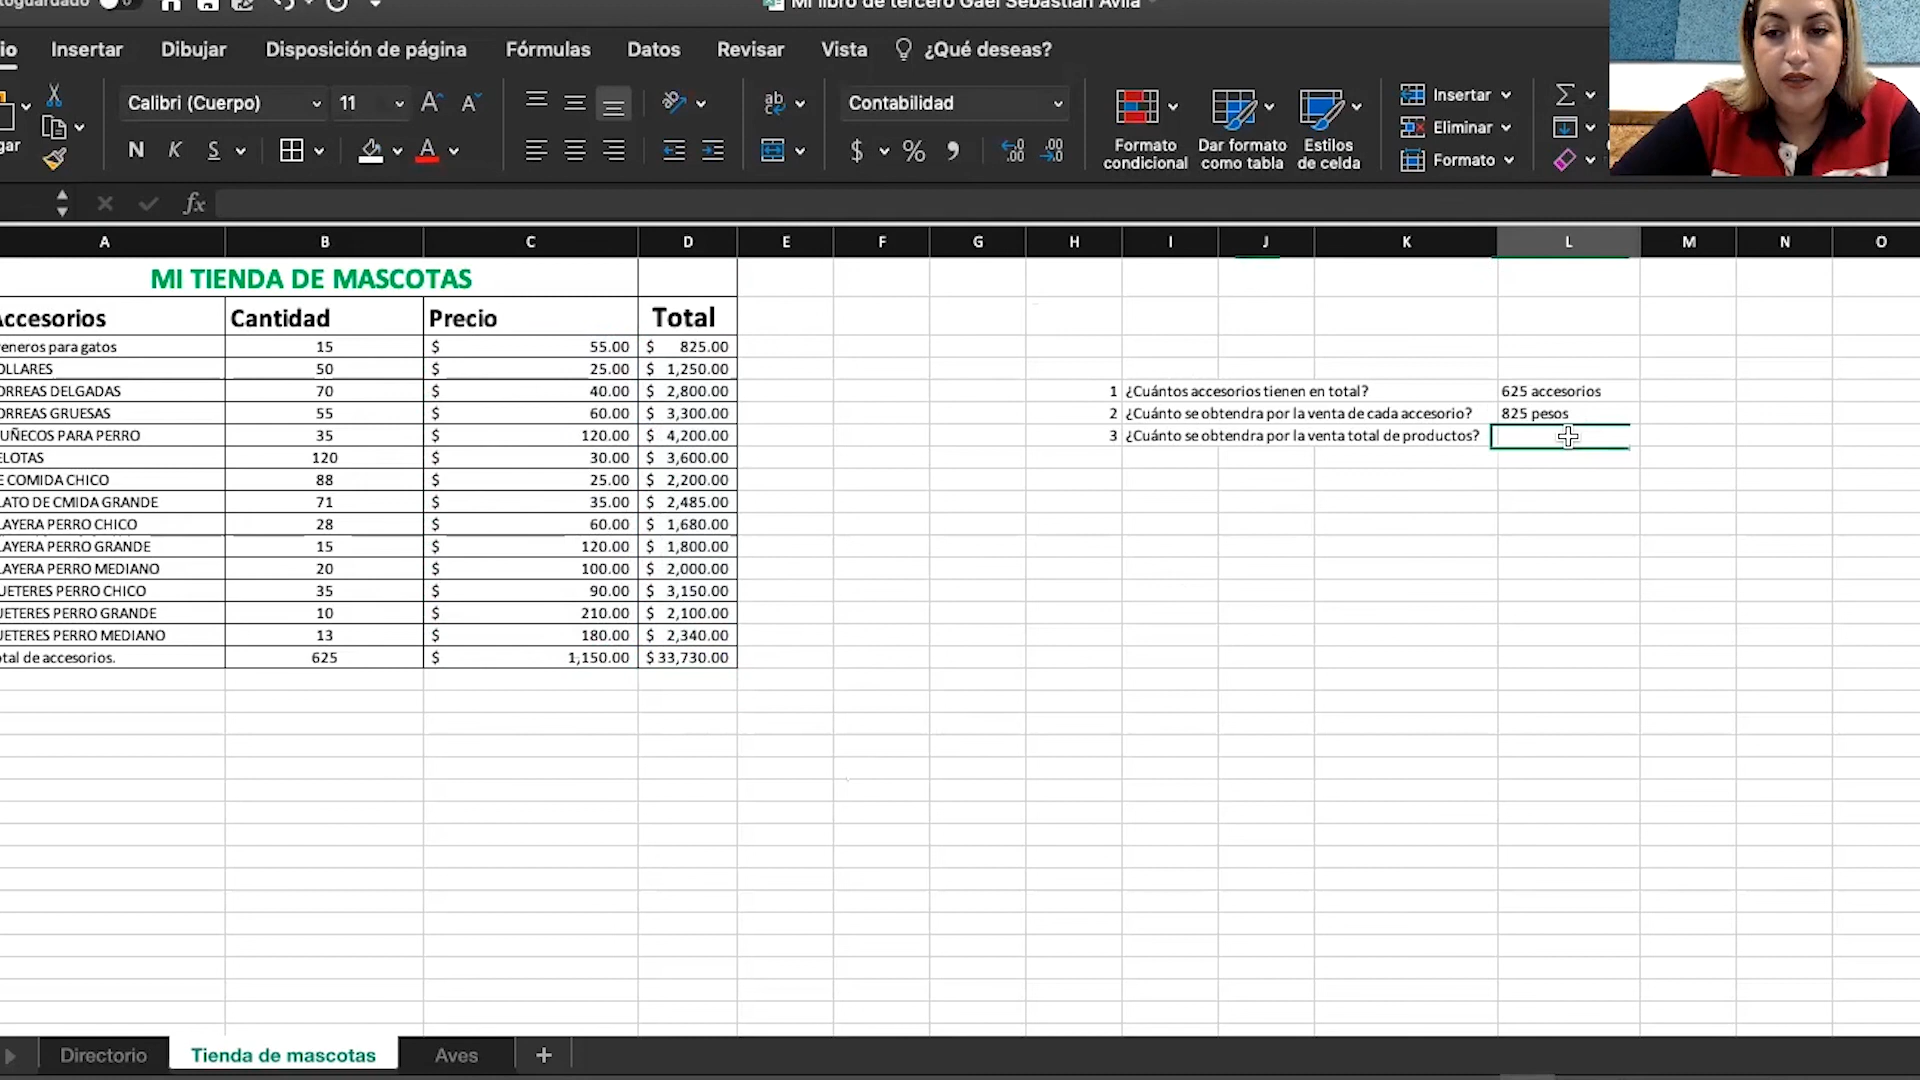 Mi libro de tercero Gael Sebastian Avila
Insertar Dibujar Disposición de página Fórmulas Datos Revisar Vista ¿Qué deseas?
Calibri (Cuerpo) 11 Contabilidad
N K S $ %
Formato condicional
Dar formato como tabla
Estilos de celda
Insertar
Eliminar
Formato
fx
A B C D E F G H I J K L M N O
MI TIENDA DE MASCOTAS
Accesorios Cantidad Precio Total
eneros para gatos 15 $ 55.00 $ 825.00
OLLARES 50 $ 25.00 $ 1,250.00
ORREAS DELGADAS 70 $ 40.00 $ 2,800.00
ORREAS GRUESAS 55 $ 60.00 $ 3,300.00
UÑECOS PARA PERRO 35 $ 120.00 $ 4,200.00
ELOTAS 120 $ 30.00 $ 3,600.00
E COMIDA CHICO 88 $ 25.00 $ 2,200.00
LATO DE CMIDA GRANDE 71 $ 35.00 $ 2,485.00
LAYERA PERRO CHICO 28 $ 60.00 $ 1,680.00
LAYERA PERRO GRANDE 15 $ 120.00 $ 1,800.00
LAYERA PERRO MEDIANO 20 $ 100.00 $ 2,000.00
UETERES PERRO CHICO 35 $ 90.00 $ 3,150.00
UETERES PERRO GRANDE 10 $ 210.00 $ 2,100.00
UETERES PERRO MEDIANO 13 $ 180.00 $ 2,340.00
otal de accesorios. 625 $ 1,150.00 $ 33,730.00
1 ¿Cuántos accesorios tienen en total? 625 accesorios
2 ¿Cuánto se obtendra por la venta de cada accesorio? 825 pesos
3 ¿Cuánto se obtendra por la venta total de productos?
Directorio Tienda de mascotas Aves +